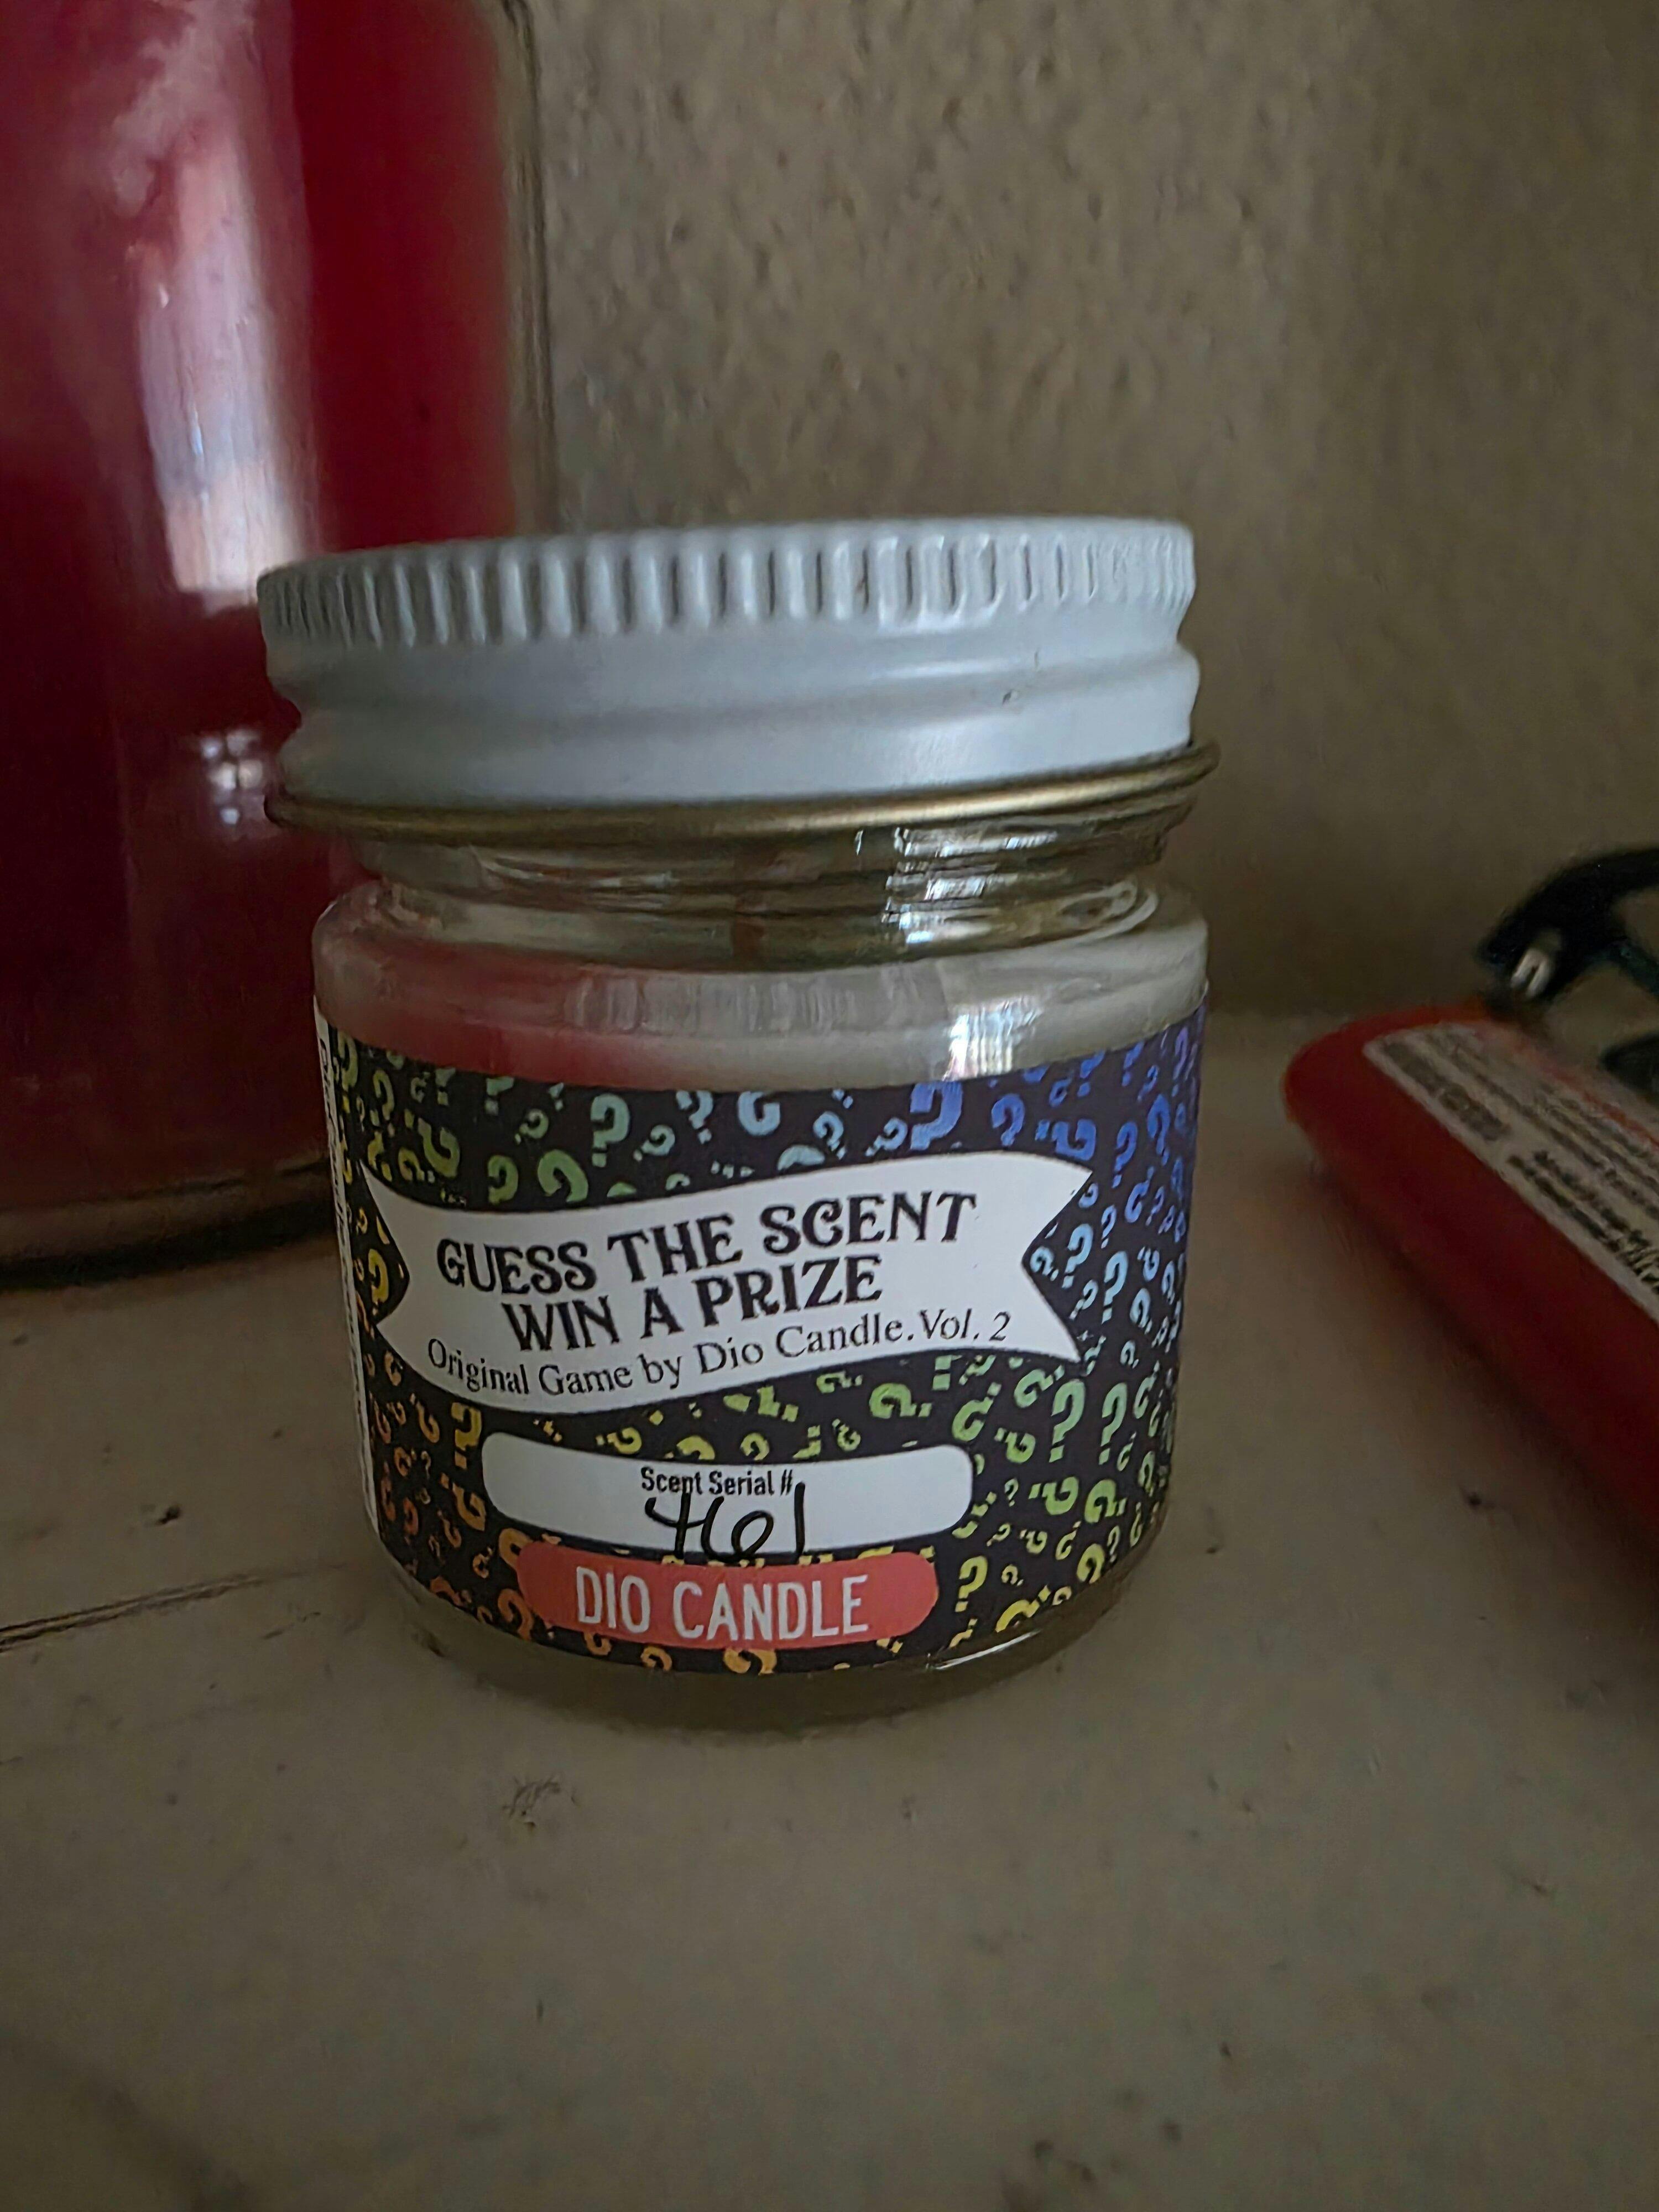 GUESS THE SCENT
WIN A PRIZE
Original Game by Dio Candle. Vol. 2
Scent Serial #
461
DIO CANDLE